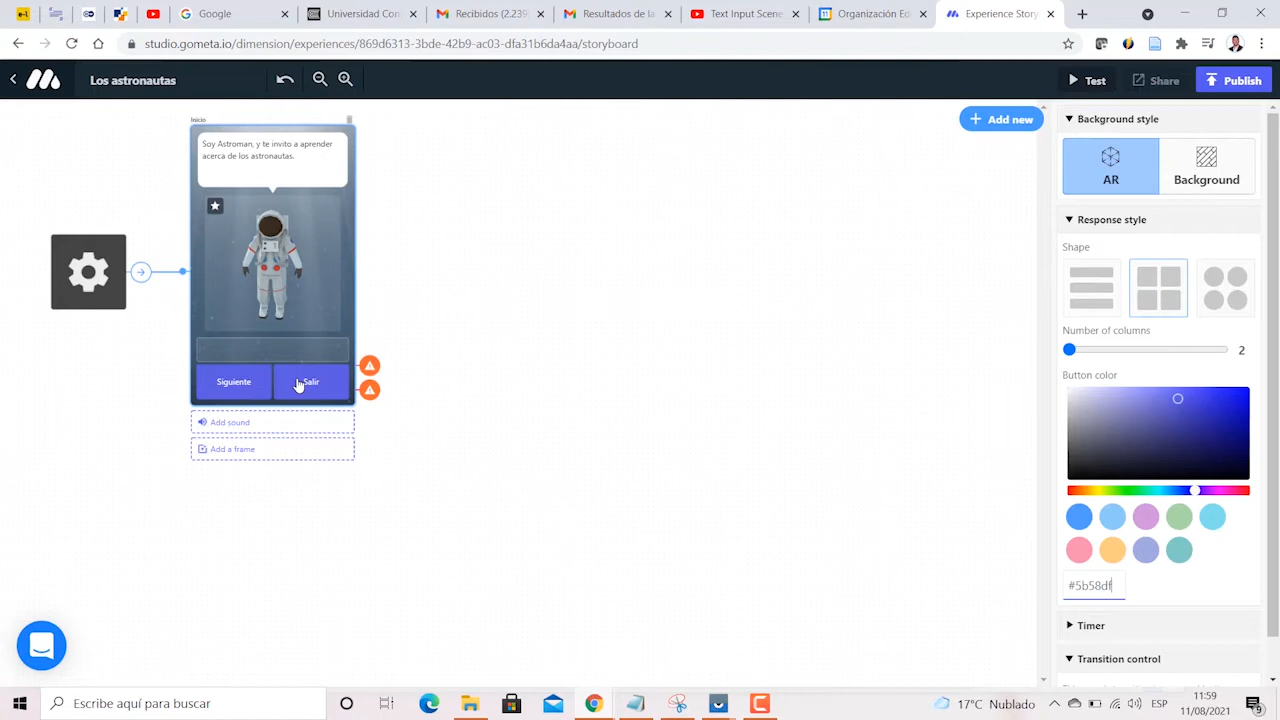 Google
Universidad Con
Recibidos (2.239)
Resultados de la
Text Input Scene
Organización Ed
Experience Story
studio.gometa.io/dimension/experiences/869d6313-3bde-42b9-ac03-dfa31b6da4aa/storyboard
Los astronautas
Test
Share
Publish
Inicio
Add new
Soy Astroman, y te invito a aprender
acerca de los astronautas.
Siguiente
Salir
Add sound
Add a frame
Background style
AR
Background
Response style
Shape
Number of columns
2
Button color
#5b58df
Timer
Transition control
Escribe aquí para buscar
17°C Nublado
ESP
11:59
11/08/2021
9